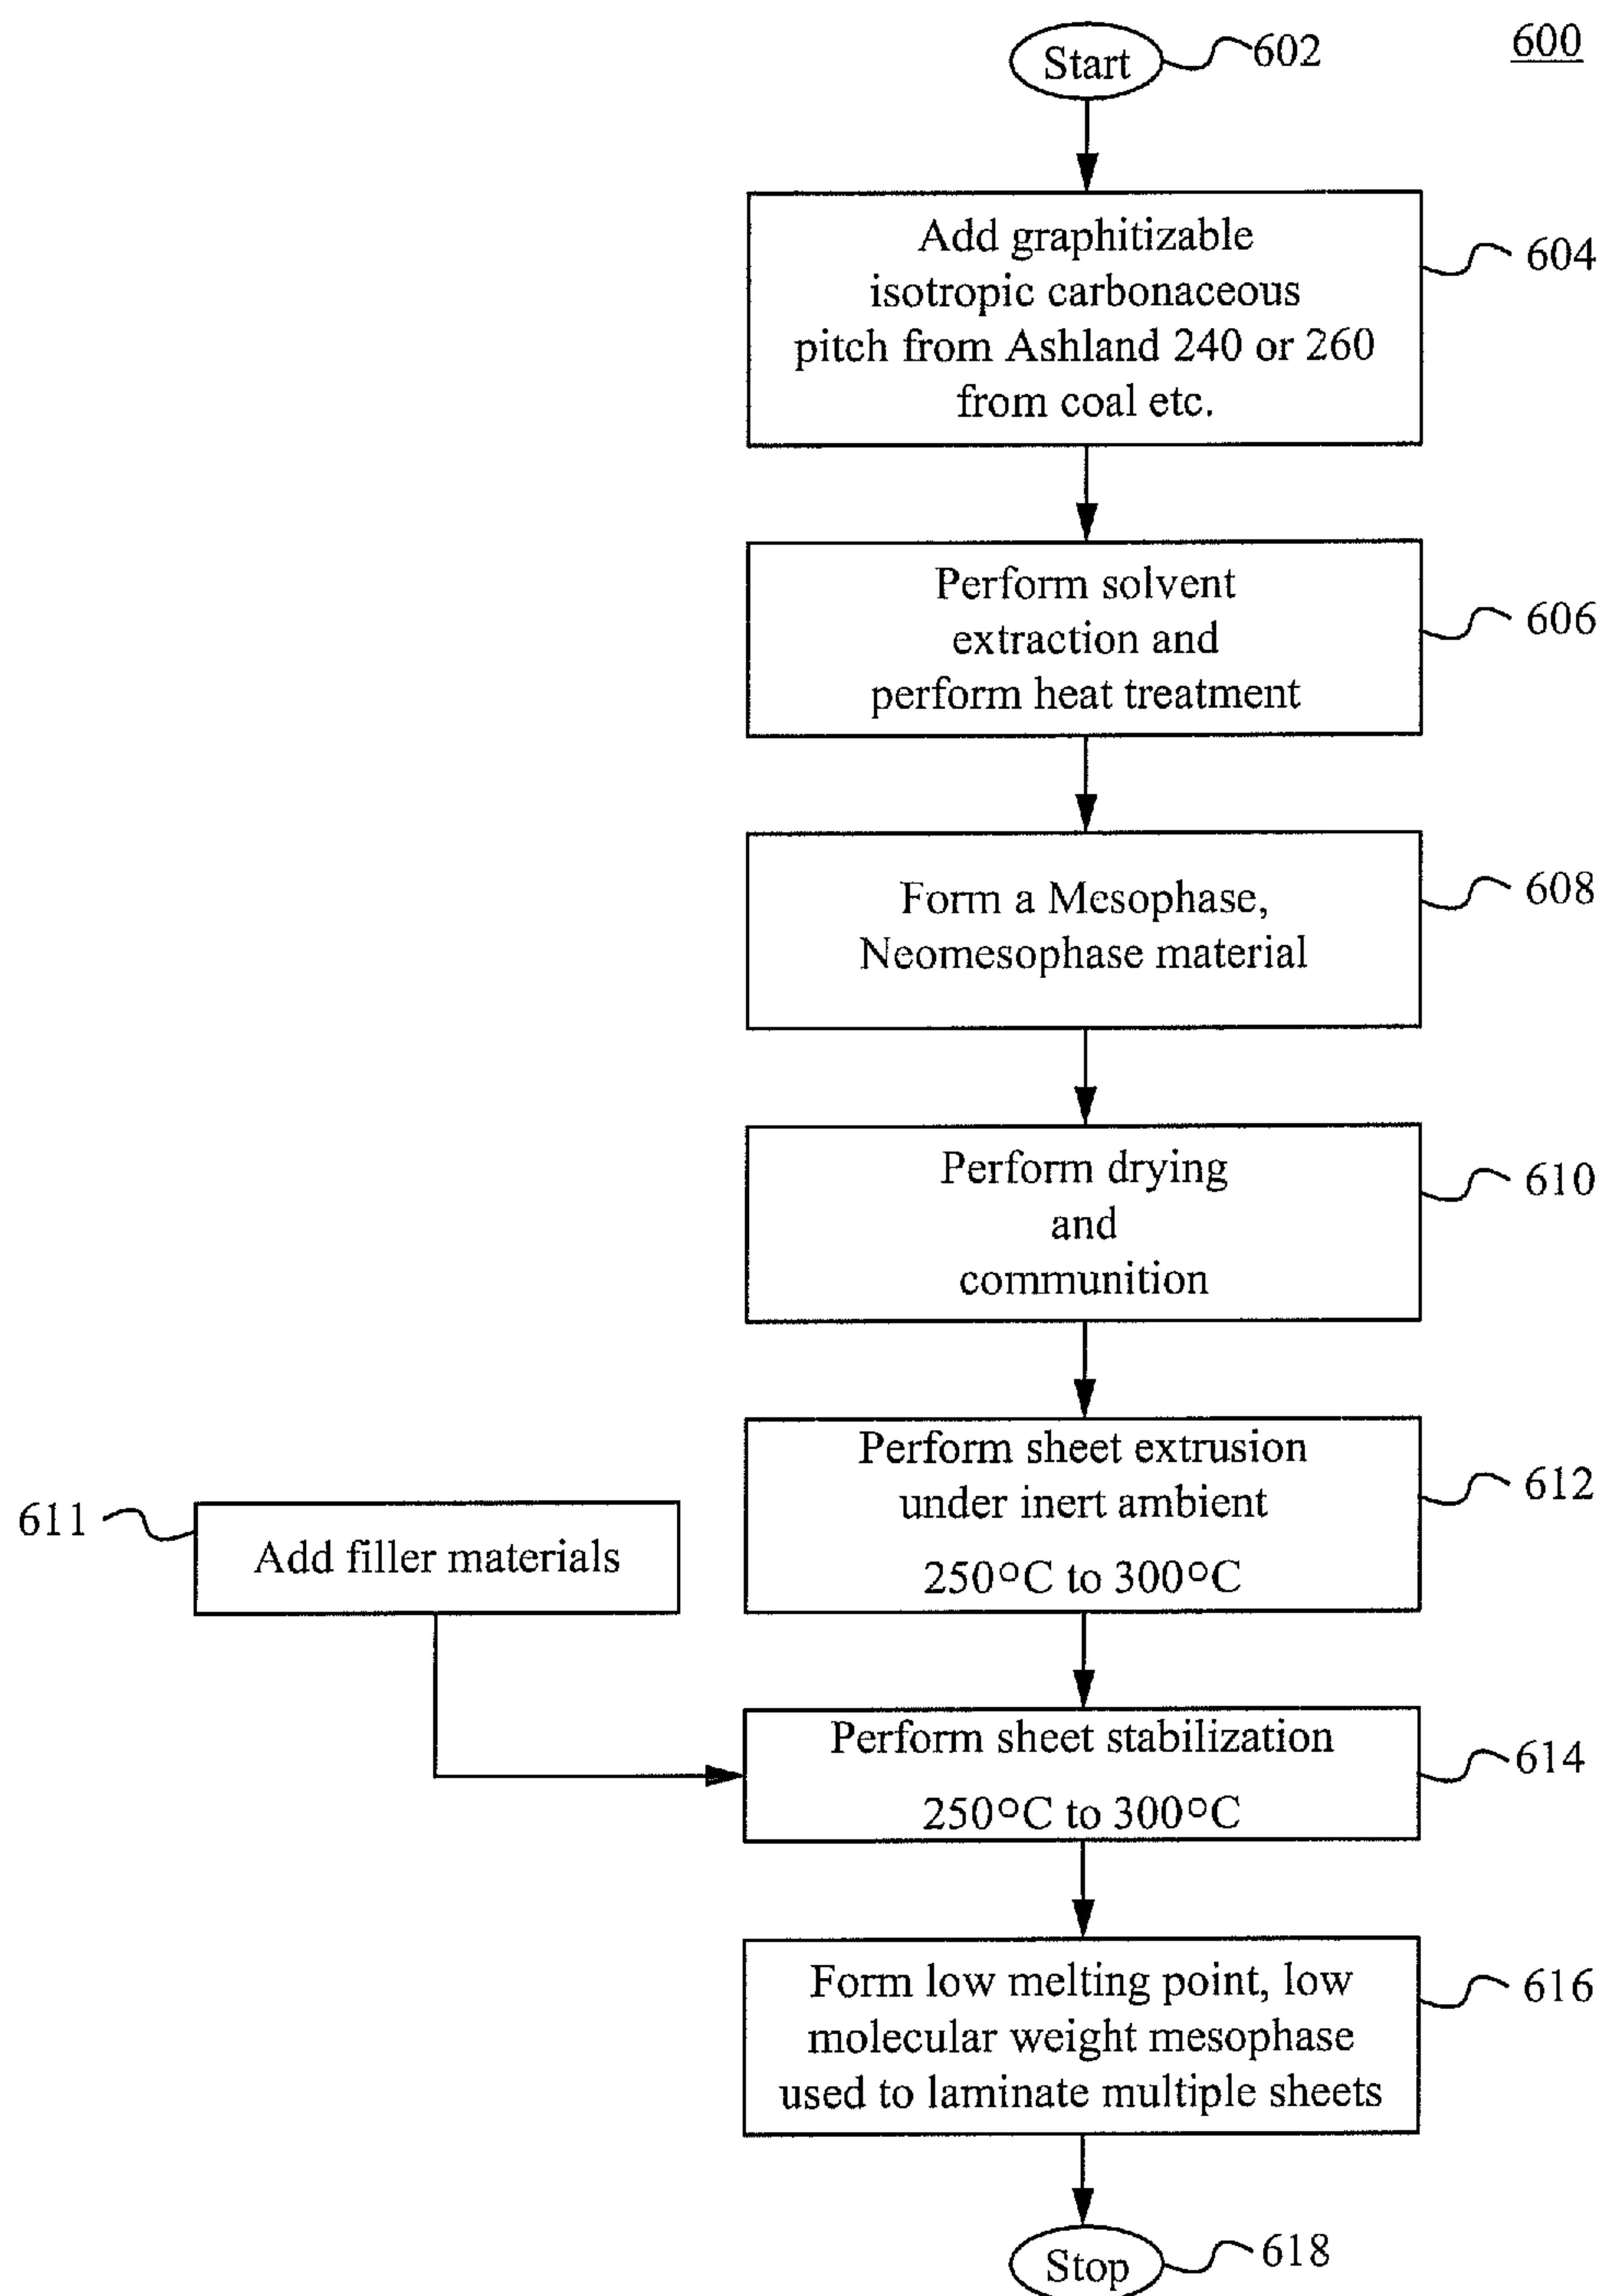 600
Start
602
Add graphitizable
isotropic carbonaceous
pitch from Ashland 240 or 260
from coal etc.
604
Perform solvent
extraction and
perform heat treatment
606
Form a Mesophase,
Neomesophase material
608
Perform drying
and
communition
610
Perform sheet extrusion
under inert ambient
250°C to 300°C
612
611
Add filler materials
Perform sheet stabilization
250°C to 300°C
614
Form low melting point, low
molecular weight mesophase
used to laminate multiple sheets
616
Stop
618